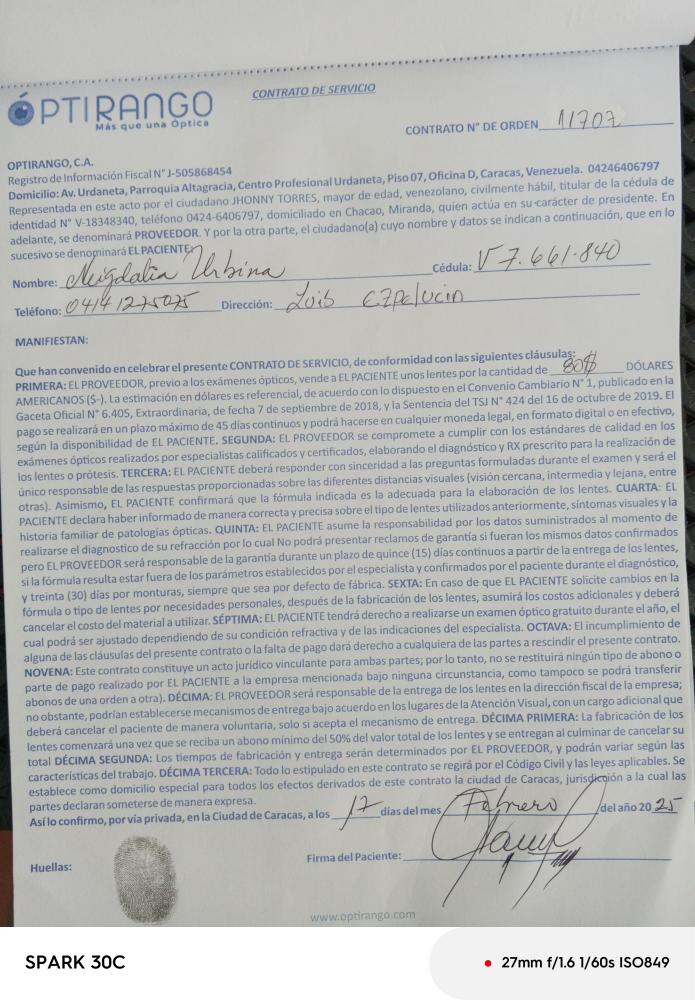 ÓPTIRANGO
Más que una Óptica
CONTRATO DE SERVICIO
CONTRATO N° DE ORDEN 11707
OPTIRANGO, C.A.
Registro de Información Fiscal N° J-505868454
Domicilio: Av. Urdaneta, Parroquia Altagracia, Centro Profesional Urdaneta, Piso 07, Oficina D, Caracas, Venezuela. 04246406797
Representada en este acto por el ciudadano JHONNY TORRES, mayor de edad, venezolano, civilmente hábil, titular de la cédula de
identidad N° V-18348340, teléfono 0424-6406797, domiciliado en Chacao, Miranda, quien actúa en su carácter de presidente. En
adelante, se denominará PROVEEDOR. Y por la otra parte, el ciudadano(a) cuyo nombre y datos se indican a continuación, que en lo
sucesivo se denominará EL PACIENTE:
Nombre: Migdalia Urbina Cédula: V 7.661.840
Teléfono: 04141275075 Dirección: Luis
MANIFIESTAN:
Que han convenido en celebrar el presente CONTRATO DE SERVICIO, de conformidad con las siguientes cláusulas:
PRIMERA: EL PROVEEDOR, previo a los exámenes ópticos, vende a EL PACIENTE unos lentes por la cantidad de 80$ DÓLARES
AMERICANOS ($-). La estimación en dólares es referencial, de acuerdo con lo dispuesto en el Convenio Cambiario N° 1, publicado en la
Gaceta Oficial N° 6.405, Extraordinaria, de fecha 7 de septiembre de 2018, y la Sentencia del TSJ N° 424 del 16 de octubre de 2019. El
pago se realizará en un plazo máximo de 45 días continuos y podrá hacerse en cualquier moneda legal, en formato digital o en efectivo,
según la disponibilidad de EL PACIENTE. SEGUNDA: EL PROVEEDOR se compromete a cumplir con los estándares de calidad en los
exámenes ópticos realizados por especialistas calificados y certificados, elaborando el diagnóstico y RX prescrito para la realización de
los lentes o prótesis. TERCERA: EL PACIENTE deberá responder con sinceridad a las preguntas formuladas durante el examen y será el
único responsable de las respuestas proporcionadas sobre las diferentes distancias visuales (visión cercana, intermedia y lejana, entre
otras). Asimismo, EL PACIENTE confirmará que la fórmula indicada es la adecuada para la elaboración de los lentes. CUARTA: EL
PACIENTE declara haber informado de manera correcta y precisa sobre el tipo de lentes utilizados anteriormente, síntomas visuales y la
historia familiar de patologías ópticas. QUINTA: EL PACIENTE asume la responsabilidad por los datos suministrados al momento de
realizarse el diagnostico de su refracción por lo cual No podrá presentar reclamos de garantía si fueran los mismos datos confirmados
pero EL PROVEEDOR será responsable de la garantía durante un plazo de quince (15) días continuos a partir de la entrega de los lentes,
si la fórmula resulta estar fuera de los parámetros establecidos por el especialista y confirmados por el paciente durante el diagnóstico,
y treinta (30) días por monturas, siempre que sea por defecto de fábrica. SEXTA: En caso de que EL PACIENTE solicite cambios en la
fórmula o tipo de lentes por necesidades personales, después de la fabricación de los lentes, asumirá los costos adicionales y deberá
cancelar el costo del material a utilizar. SÉPTIMA: EL PACIENTE tendrá derecho a realizarse un examen óptico gratuito durante el año, el
cual podrá ser ajustado dependiendo de su condición refractiva y de las indicaciones del especialista. OCTAVA: El incumplimiento de
alguna de las cláusulas del presente contrato o la falta de pago dará derecho a cualquiera de las partes a rescindir el presente contrato.
NOVENA: Este contrato constituye un acto jurídico vinculante para ambas partes; por lo tanto, no se restituirá ningún tipo de abono o
parte de pago realizado por EL PACIENTE a la empresa mencionada bajo ninguna circunstancia, como tampoco se podrá transferir
abonos de una orden a otra). DÉCIMA: EL PROVEEDOR será responsable de la entrega de los lentes en la dirección fiscal de la empresa;
no obstante, podrían establecerse mecanismos de entrega bajo acuerdo en los lugares de la Atención Visual, con un cargo adicional que
deberá cancelar el paciente de manera voluntaria, solo si acepta el mecanismo de entrega. DÉCIMA PRIMERA: La fabricación de los
lentes comenzará una vez que se reciba un abono mínimo del 50% del valor total de los lentes y se entregan al culminar de cancelar su
total DÉCIMA SEGUNDA: Los tiempos de fabricación y entrega serán determinados por EL PROVEEDOR, y podrán variar según las
características del trabajo. DÉCIMA TERCERA: Todo lo estipulado en este contrato se regirá por el Código Civil y las leyes aplicables. Se
establece como domicilio especial para todos los efectos derivados de este contrato la ciudad de Caracas, jurisdicción a la cual las
partes declaran someterse de manera expresa.
Así lo confirmo, por vía privada, en la Ciudad de Caracas, a los 17 días del mes Febrero del año 20 25
Huellas:
Firma del Paciente:
www.optirango.com
SPARK 30C
27mm f/1.6 1/60s ISO849